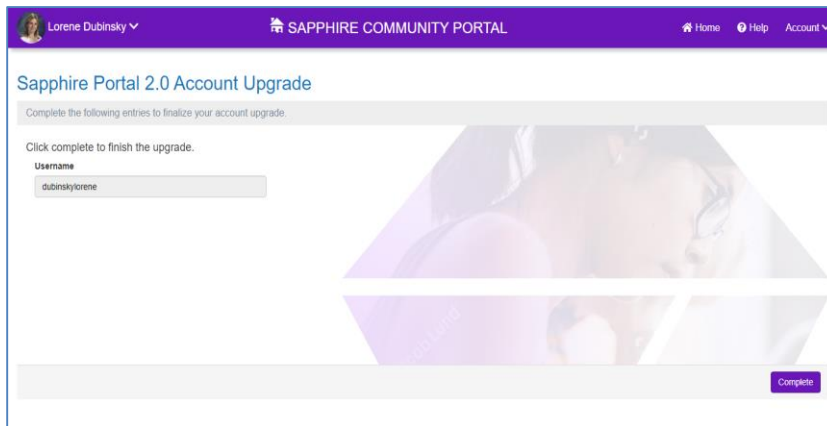 Lorene Dubinsky
SAPPHIRE COMMUNITY PORTAL
Home
Help
Account
Sapphire Portal 2.0 Account Upgrade
Complete the following entries to finalize your account upgrade.
Click complete to finish the upgrade.
Username
dubinskylorene
Complete